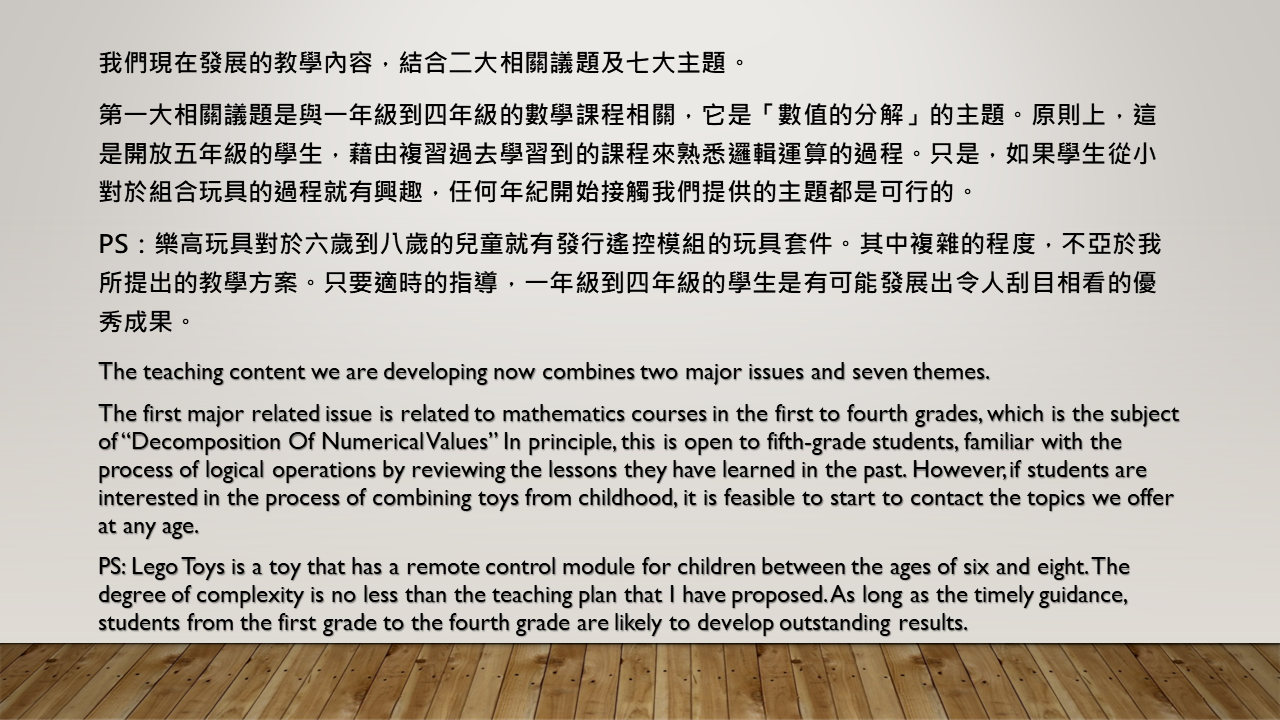 我們現在發展的教學內容，結合二大相關議題及七大主題。
第一大相關議題是與一年級到四年級的數學課程相關，它是「數值的分解」的主題。原則上，這
是開放五年級的學生，藉由複習過去學習到的課程來熟悉邏輯運算的過程。只是，如果學生從小
對於組合玩具的過程就有興趣，任何年紀開始接觸我們提供的主題都是可行的。
PS：樂高玩具對於六歲到八歲的兒童就有發行遙控模組的玩具套件。其中複雜的程度，不亞於我
所提出的教學方案。只要適時的指導，一年級到四年級的學生是有可能發展出令人刮目相看的優
秀成果。
The teaching content we are developing now combines two major issues and seven themes.
The first major related issue is related to mathematics courses in the first to fourth grades, which is the subject
of “Decomposition Of Numerical Values” In principle, this is open to fifth-grade students, familiar with the
process of logical operations by reviewing the lessons they have learned in the past. However, if students are
interested in the process of combining toys from childhood, it is feasible to start to contact the topics we offer
at any age.
PS: Lego Toys is a toy that has a remote control module for children between the ages of six and eight. The
degree of complexity is no less than the teaching plan that I have proposed. As long as the timely guidance,
students from the first grade to the fourth grade are likely to develop outstanding results.